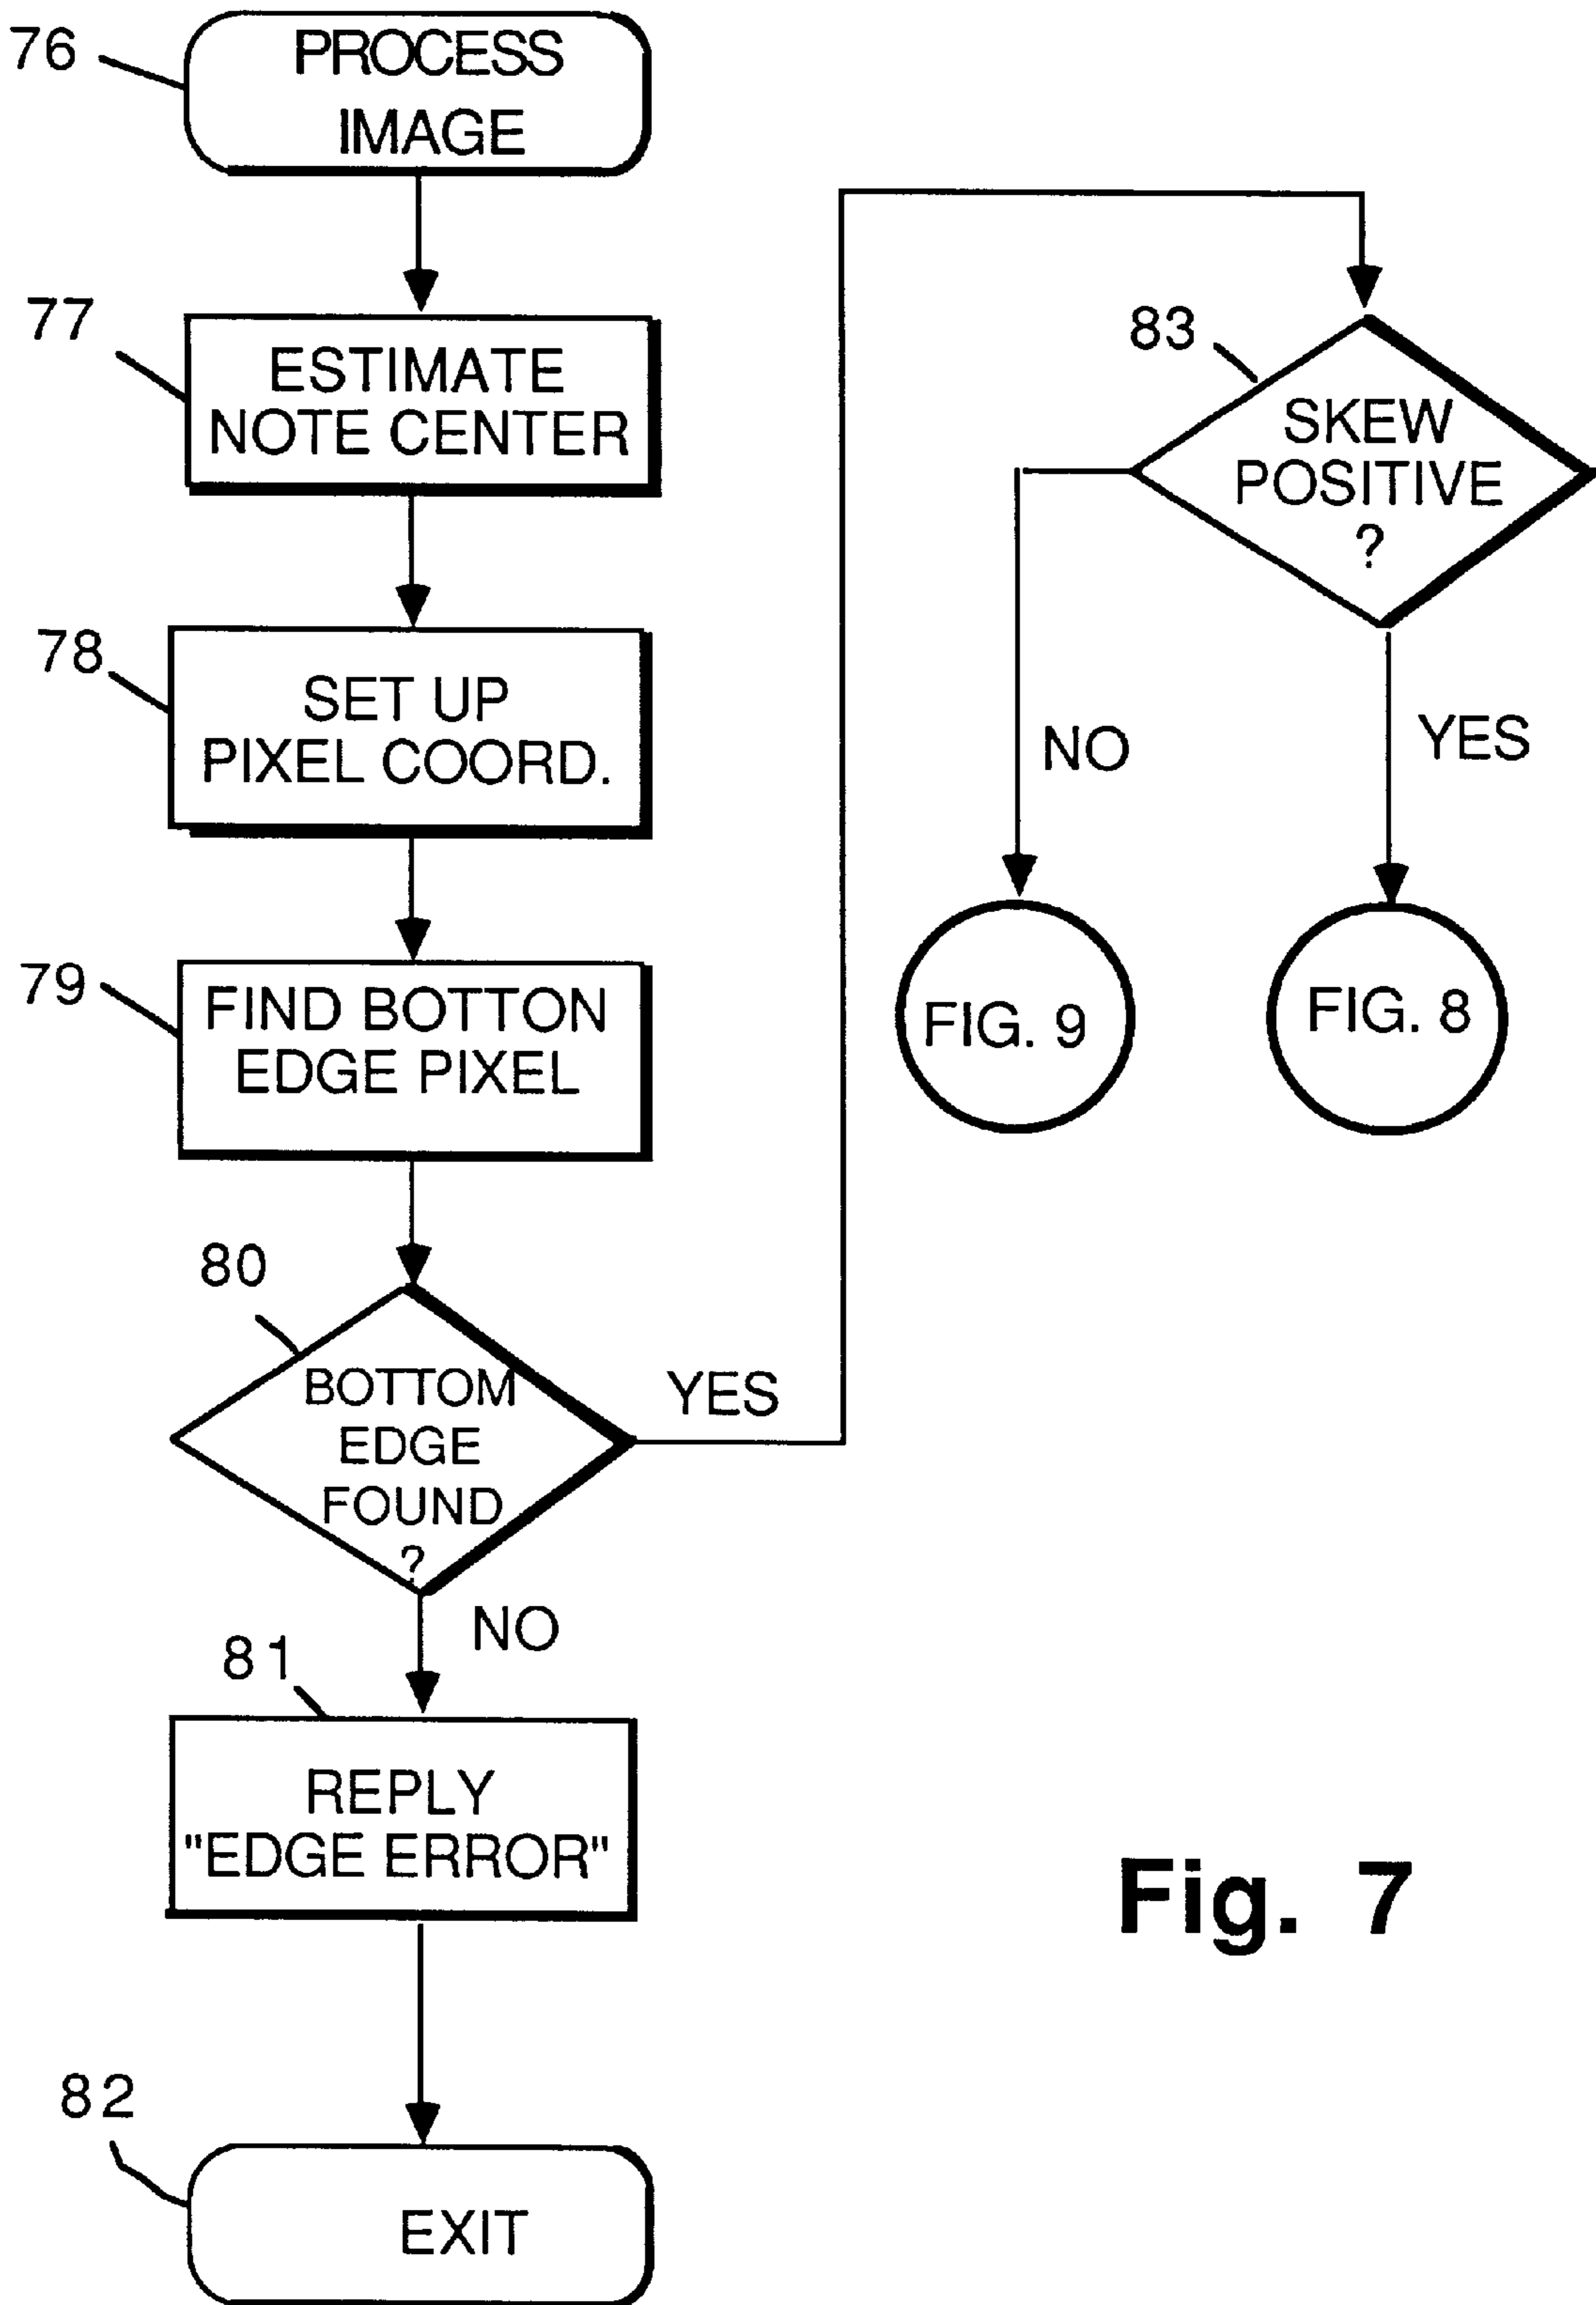 76
PROCESS
IMAGE
77
ESTIMATE
NOTE CENTER
78
SET UP
PIXEL COORD.
79
FIND BOTTON
EDGE PIXEL
80
BOTTOM
EDGE
FOUND
?
YES
NO
81
REPLY
"EDGE ERROR"
82
EXIT
83
SKEW
POSITIVE
?
NO
YES
FIG. 9
FIG. 8
Fig. 7